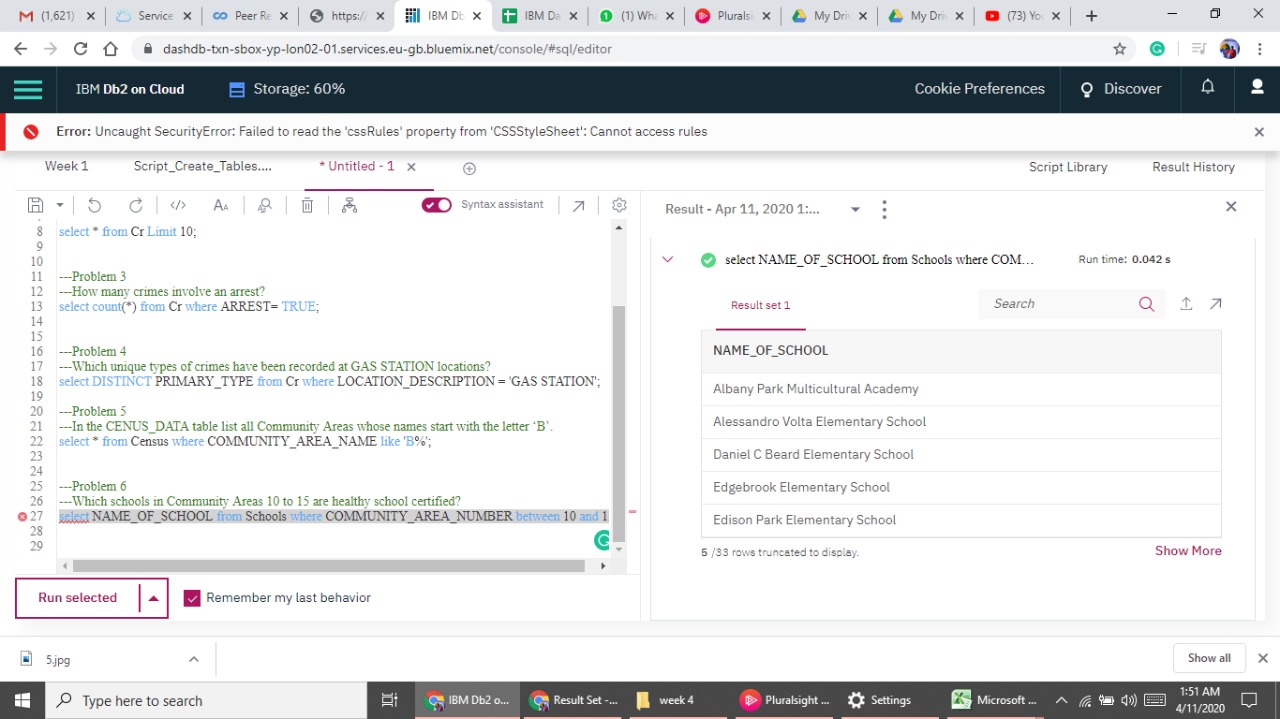 (1,621)
Service
Peer Re
https:/
IBM Db
IBM Da
(1) Wha
Pluralsi
My Driv
My Driv
(73) Yo
dashdb-txn-sbox-yp-lon02-01.services.eu-gb.bluemix.net/console/#sql/editor
IBM Db2 on Cloud
Storage: 60%
Cookie Preferences
Discover
Error: Uncaught SecurityError: Failed to read the 'cssRules' property from 'CSSStyleSheet': Cannot access rules
Week 1
Script_Create_Tables....
* Untitled - 1
Script Library
Result History
Syntax assistant
8 select * from Cr Limit 10;
9
10
11 ---Problem 3
12 ---How many crimes involve an arrest?
13 select count(*) from Cr where ARREST= TRUE;
14
15
16 ---Problem 4
17 ---Which unique types of crimes have been recorded at GAS STATION locations?
18 select DISTINCT PRIMARY_TYPE from Cr where LOCATION_DESCRIPTION = 'GAS STATION';
19
20 ---Problem 5
21 ---In the CENUS_DATA table list all Community Areas whose names start with the letter ‘B’.
22 select * from Census where COMMUNITY_AREA_NAME like 'B%';
23
24
25 ---Problem 6
26 ---Which schools in Community Areas 10 to 15 are healthy school certified?
27 select NAME_OF_SCHOOL from Schools where COMMUNITY_AREA_NUMBER between 10 and 1
28
29
Run selected
Remember my last behavior
Result - Apr 11, 2020 1:...
select NAME_OF_SCHOOL from Schools where COM...
Run time: 0.042 s
Result set 1
Search
NAME_OF_SCHOOL
Albany Park Multicultural Academy
Alessandro Volta Elementary School
Daniel C Beard Elementary School
Edgebrook Elementary School
Edison Park Elementary School
5 /33 rows truncated to display.
Show More
5.jpg
Show all
Type here to search
IBM Db2 o...
Result Set -...
week 4
Pluralsight ...
Settings
Microsoft ...
1:51 AM
4/11/2020